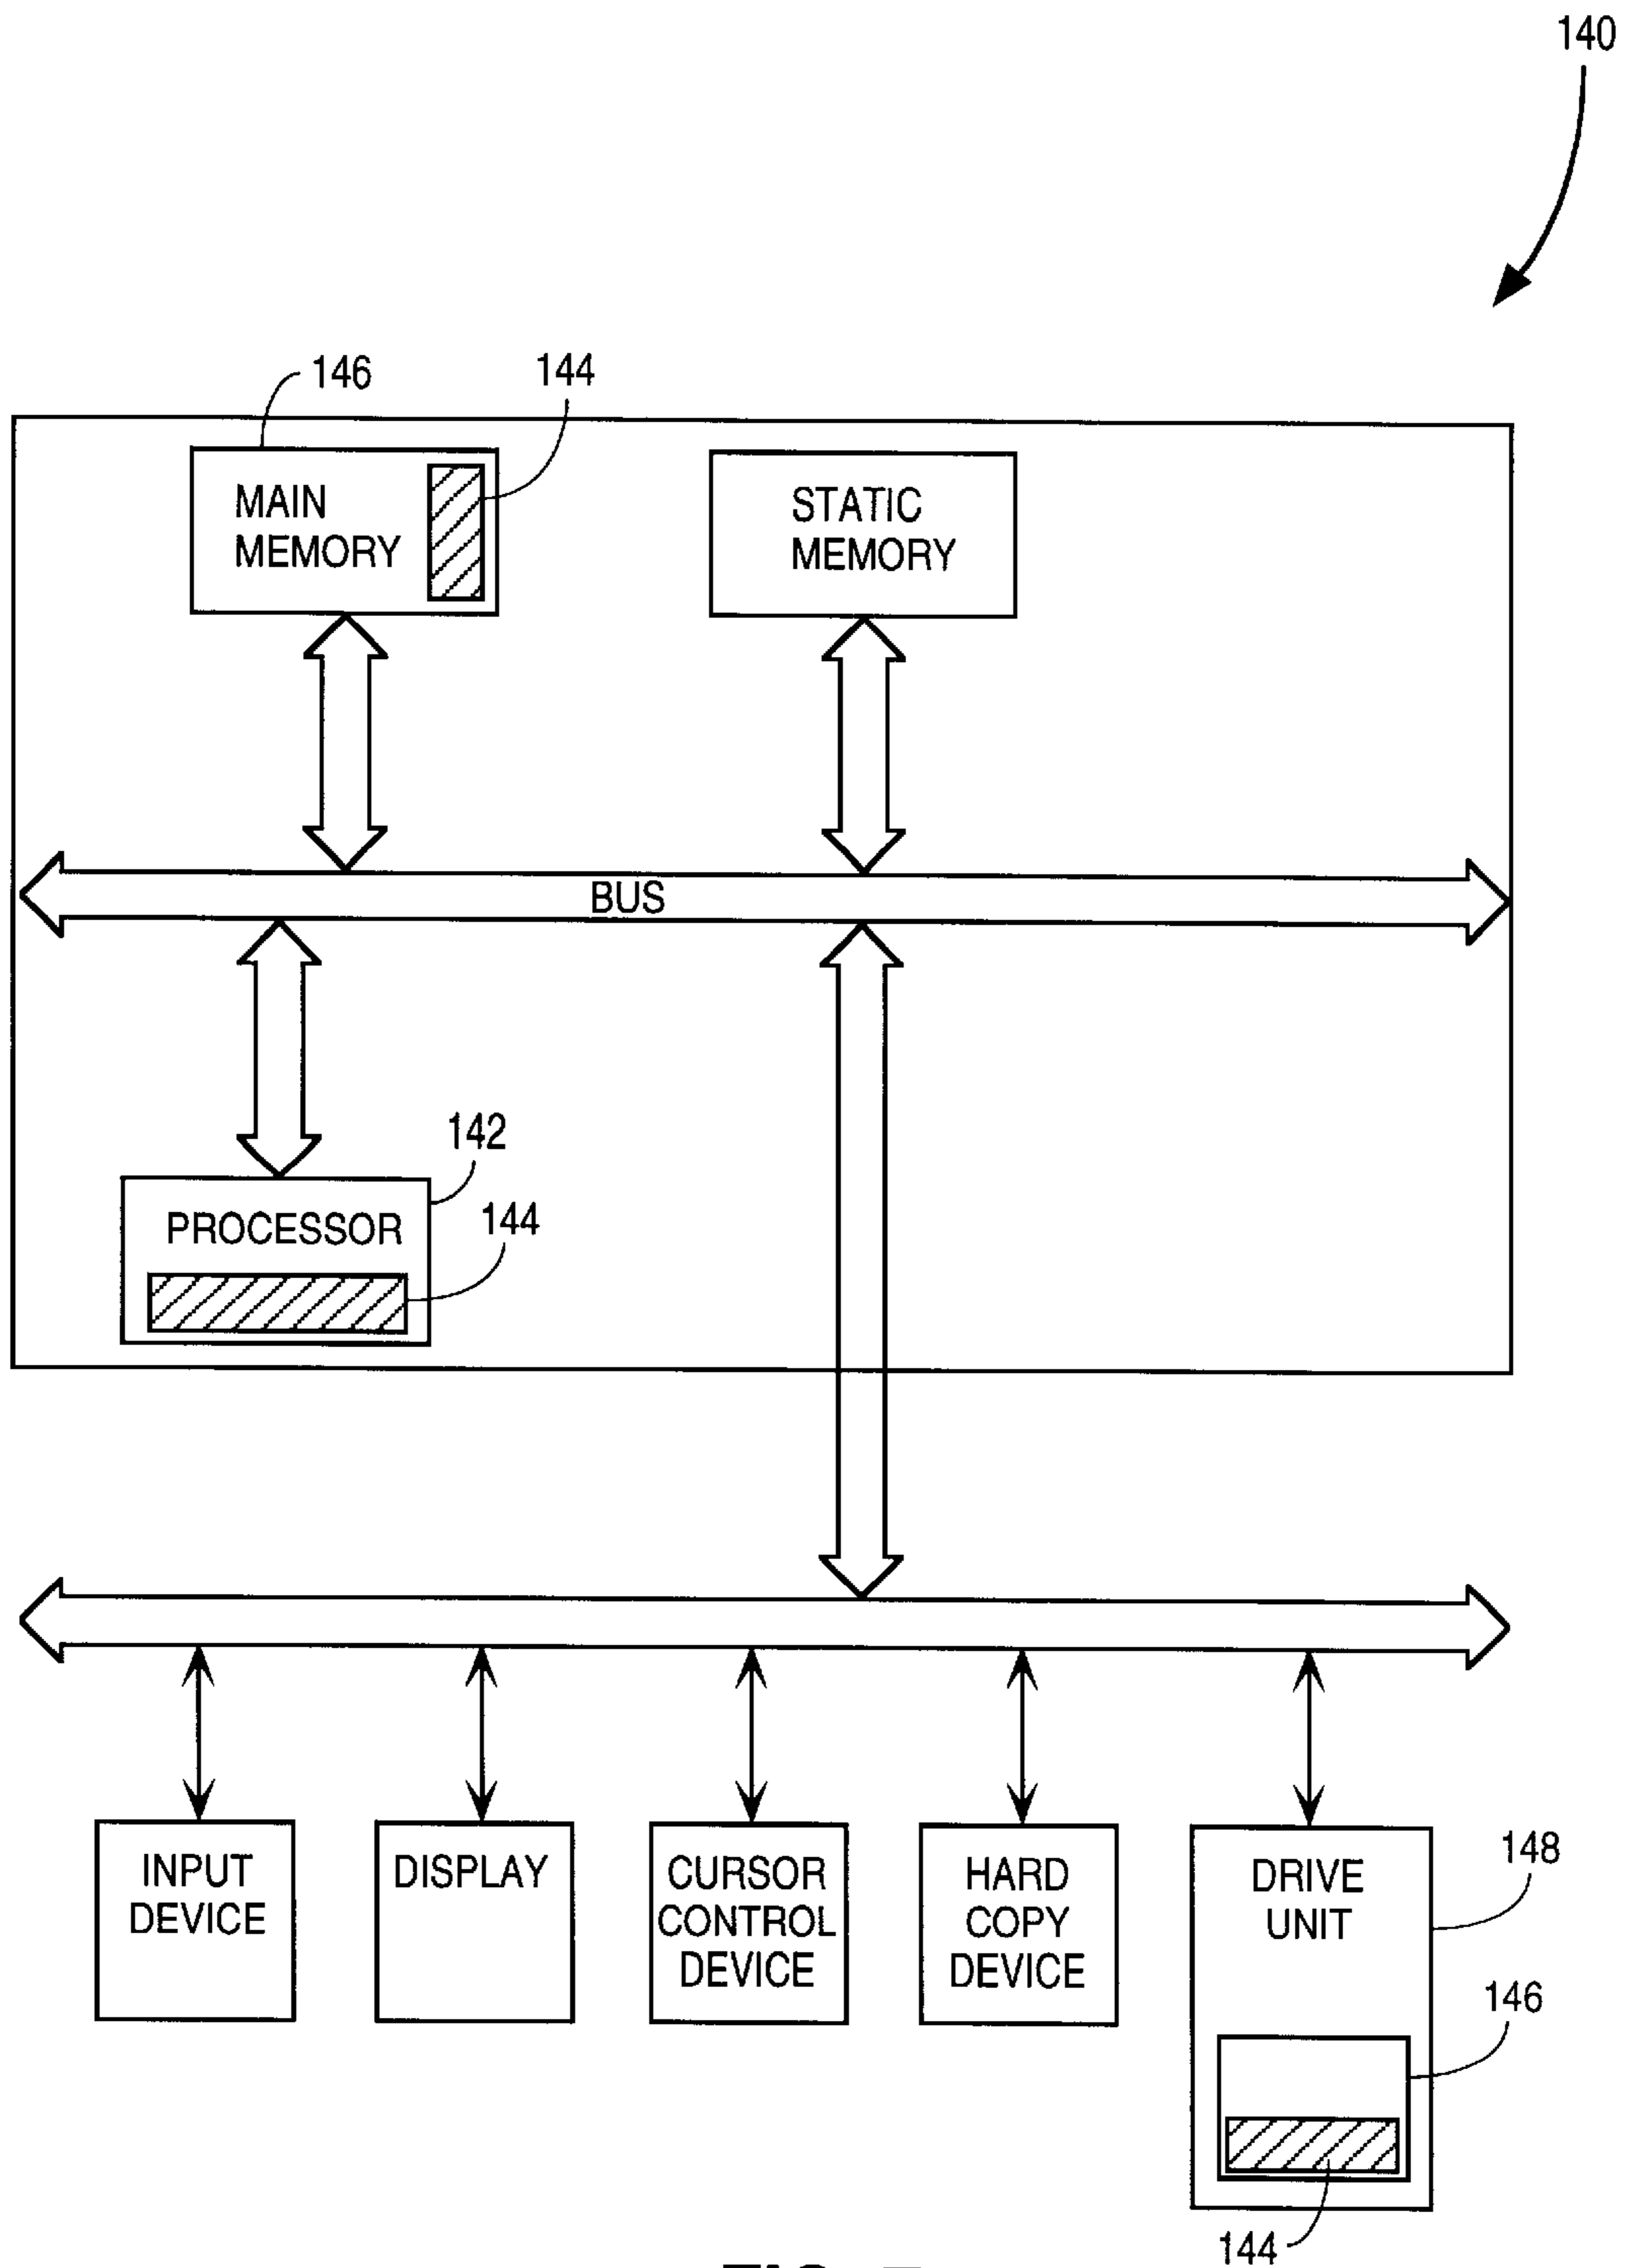 140
146
144
MAIN
MEMORY
STATIC
MEMORY
BUS
142
PROCESSOR
144
INPUT
DEVICE
DISPLAY
CURSOR
CONTROL
DEVICE
HARD
COPY
DEVICE
DRIVE
UNIT
148
146
144